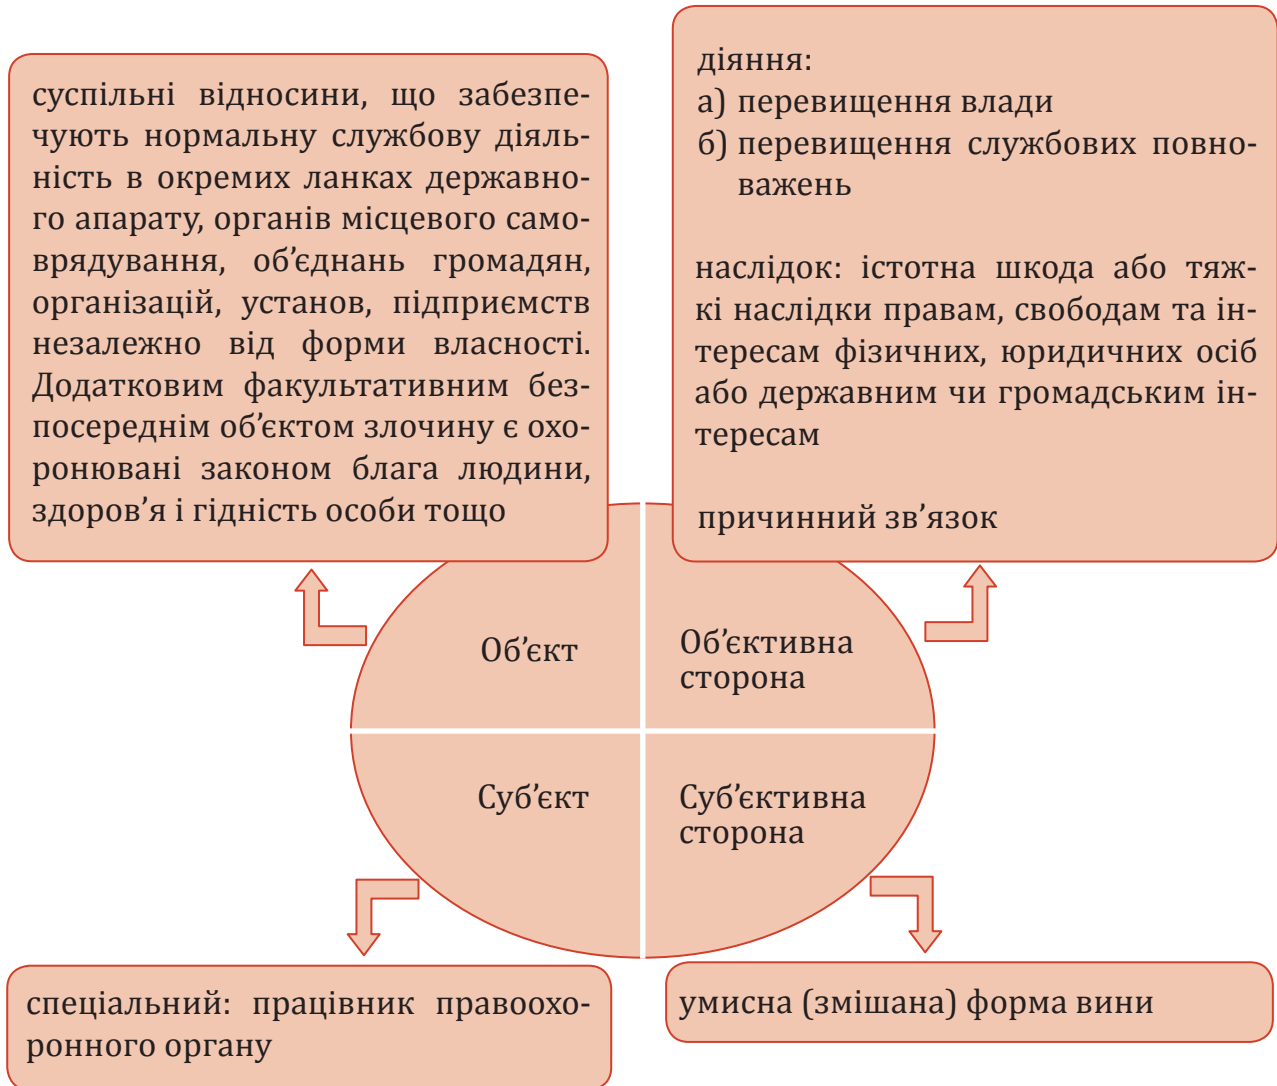 суспільні відносини, що забезпе-
чують нормальну службову діяль-
ність в окремих ланках державно-
го апарату, органів місцевого само-
врядування, об’єднань громадян,
організацій, установ, підприємств
незалежно від форми власності.
Додатковим факультативним без-
посереднім об’єктом злочину є охо-
ронювані законом блага людини,
здоров’я і гідність особи тощо
діяння:
а) перевищення влади
б) перевищення службових повно-
важень
наслідок: істотна шкода або тяж-
кі наслідки правам, свободам та ін-
тересам фізичних, юридичних осіб
або державним чи громадським ін-
тересам
причинний зв’язок
Об’єкт
Об’єктивна
сторона
Суб’єкт
Суб’єктивна
сторона
спеціальний: працівник правоохо-
ронного органу
умисна (змішана) форма вини